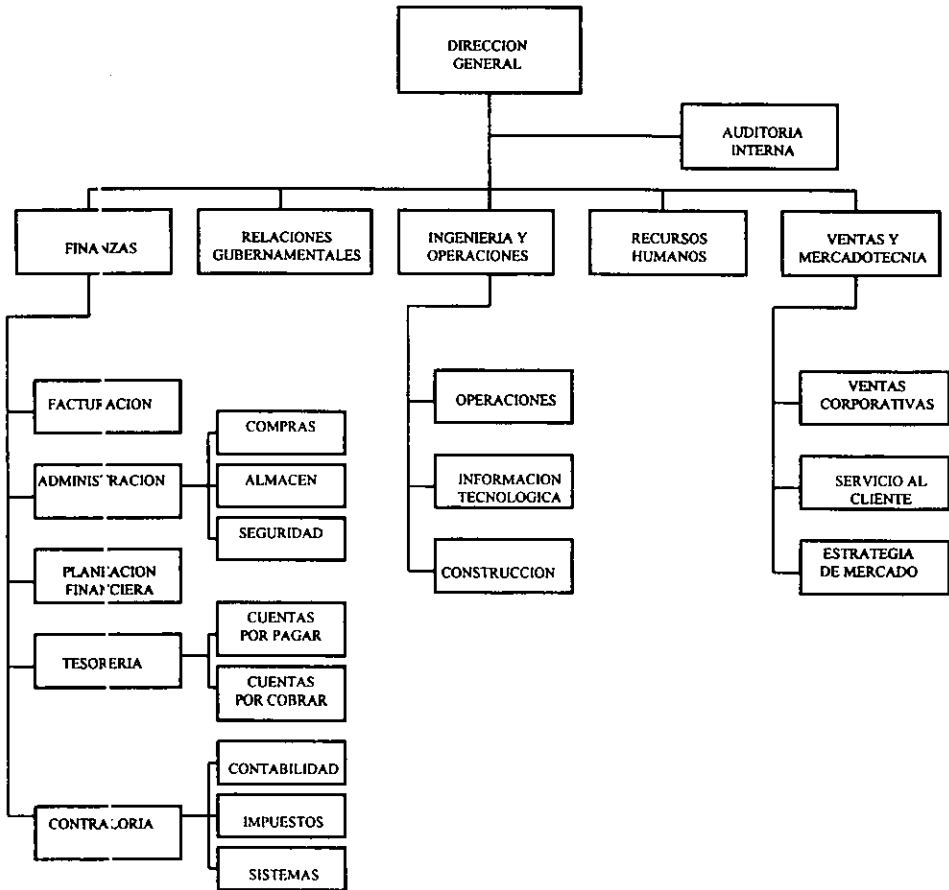 DIRECCION
GENERAL
AUDITORIA
INTERNA
FINANZAS
RELACIONES
GUBERNAMENTALES
INGENIERIA Y
OPERACIONES
RECURSOS
HUMANOS
VENTAS Y
MERCADOTECNIA
FACTURACION
ADMINISTRACION
COMPRAS
ALMACEN
SEGURIDAD
PLANEACION
FINANCIERA
TESORERIA
CUENTAS
POR PAGAR
CUENTAS
POR COBRAR
CONTRALORIA
CONTABILIDAD
IMPUESTOS
SISTEMAS
OPERACIONES
INFORMACION
TECNOLOGICA
CONSTRUCCION
VENTAS
CORPORATIVAS
SERVICIO AL
CLIENTE
ESTRATEGIA
DE MERCADO